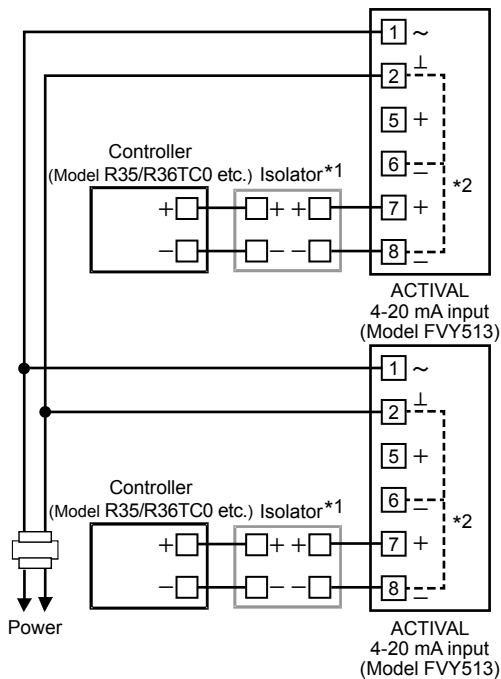 1 ~
2 ⊥
5 +
Controller
(Model R35/R36TC0 etc.) Isolator*1
6 −
*2
+ + + 7 +
− − − 8 −
ACTIVAL
4-20 mA input
(Model FVY513)
1 ~
2 ⊥
5 +
Controller
(Model R35/R36TC0 etc.) Isolator*1
6 −
*2
+ + + 7 +
− − − 8 −
Power
ACTIVAL
4-20 mA input
(Model FVY513)